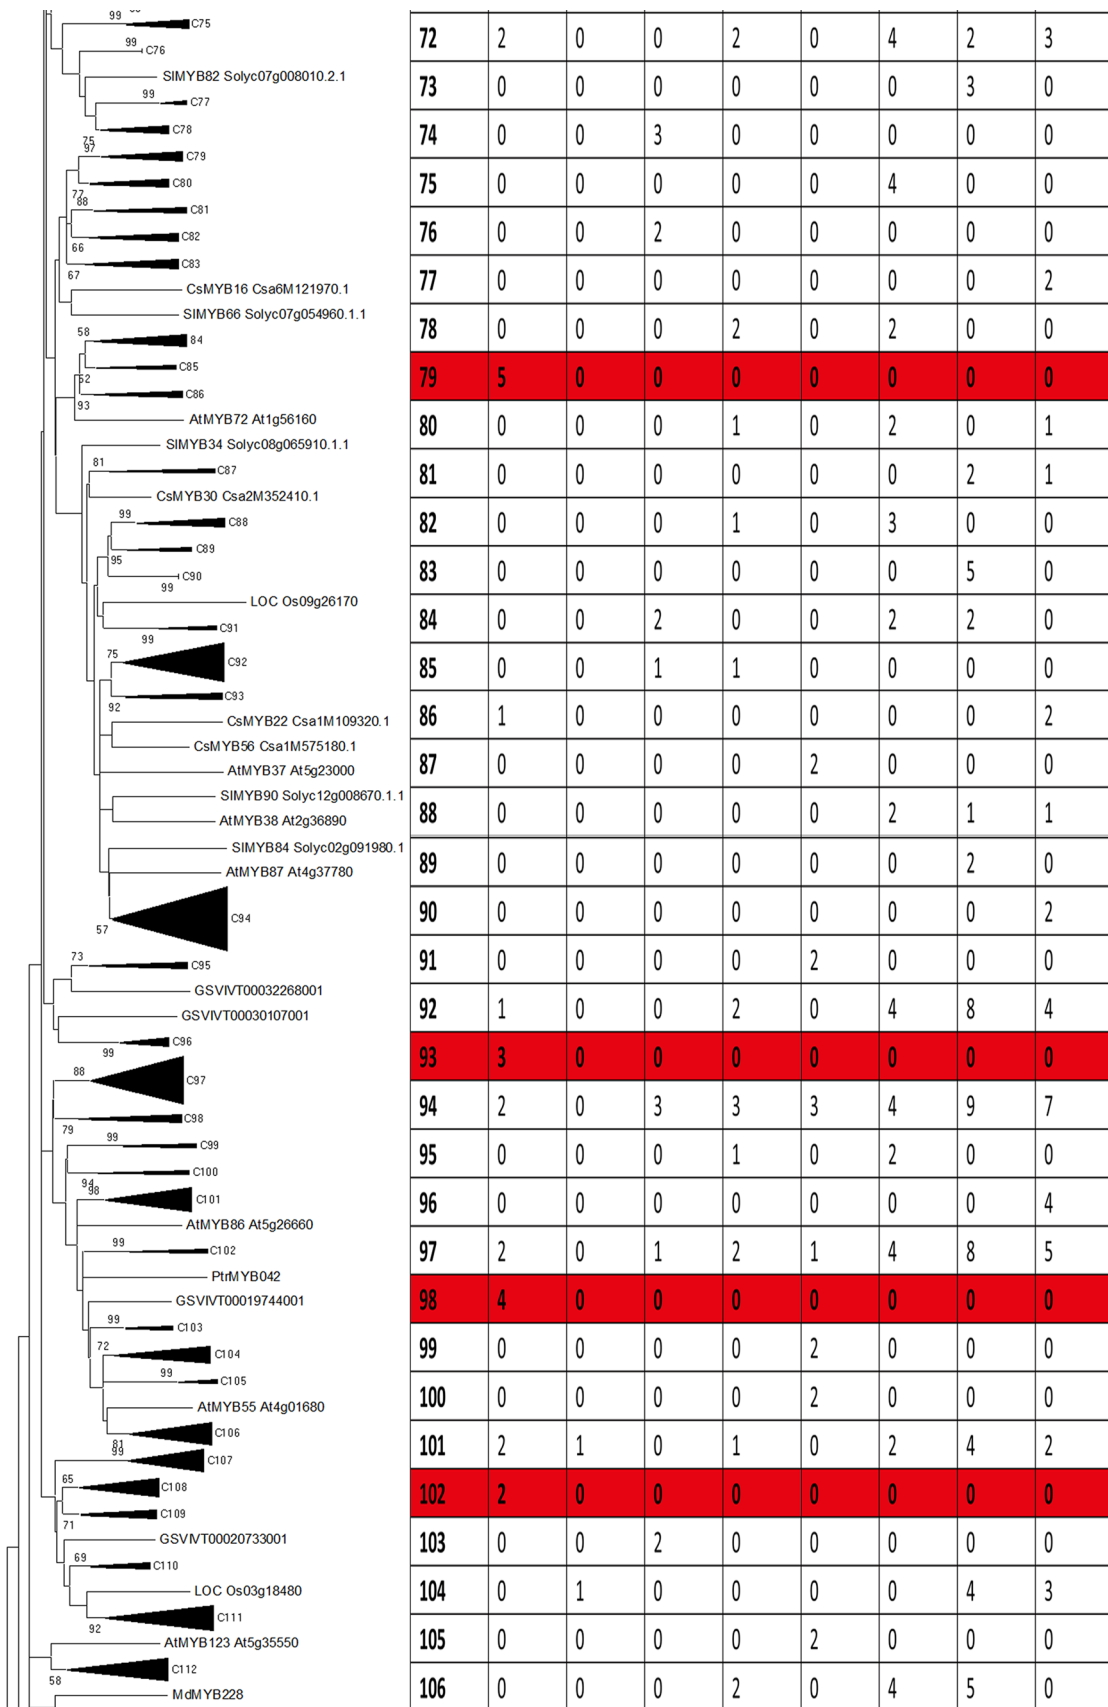 99 C75
99 C76
SlMYB82 Solyc07g008010.2.1
99 C77
C78
75
97 C79
C80
77
88 C81
C82
66
C83
67
CsMYB16 Csa6M121970.1
SlMYB66 Solyc07g054960.1.1
58 84
C85
52
C86
93
AtMYB72 At1g56160
SlMYB34 Solyc08g065910.1.1
81 C87
CsMYB30 Csa2M352410.1
99 C88
C89
95
C90
99
LOC Os09g26170
C91
99
75 C92
C93
92
CsMYB22 Csa1M109320.1
CsMYB56 Csa1M575180.1
AtMYB37 At5g23000
SlMYB90 Solyc12g008670.1.1
AtMYB38 At2g36890
SlMYB84 Solyc02g091980.1
AtMYB87 At4g37780
C94
57
73 C95
GSVIVT00032268001
GSVIVT00030107001
C96
99
88 C97
C98
79
99 C99
C100
94
98 C101
AtMYB86 At5g26660
99 C102
PtrMYB042
GSVIVT00019744001
99 C103
72 C104
99 C105
AtMYB55 At4g01680
C106
81
99 C107
65 C108
C109
71
GSVIVT00020733001
69 C110
LOC Os03g18480
C111
92
AtMYB123 At5g35550
C112
58
MdMYB228
72 2 0 0 2 0 4 2 3
73 0 0 0 0 0 0 3 0
74 0 0 3 0 0 0 0 0
75 0 0 0 0 0 4 0 0
76 0 0 2 0 0 0 0 0
77 0 0 0 0 0 0 0 2
78 0 0 0 2 0 2 0 0
79 5 0 0 0 0 0 0 0
80 0 0 0 1 0 2 0 1
81 0 0 0 0 0 0 2 1
82 0 0 0 1 0 3 0 0
83 0 0 0 0 0 0 5 0
84 0 0 2 0 0 2 2 0
85 0 0 1 1 0 0 0 0
86 1 0 0 0 0 0 0 2
87 0 0 0 0 2 0 0 0
88 0 0 0 0 0 2 1 1
89 0 0 0 0 0 0 2 0
90 0 0 0 0 0 0 0 2
91 0 0 0 0 2 0 0 0
92 1 0 0 2 0 4 8 4
93 3 0 0 0 0 0 0 0
94 2 0 3 3 3 4 9 7
95 0 0 0 1 0 2 0 0
96 0 0 0 0 0 0 0 4
97 2 0 1 2 1 4 8 5
98 4 0 0 0 0 0 0 0
99 0 0 0 0 2 0 0 0
100 0 0 0 0 2 0 0 0
101 2 1 0 1 0 2 4 2
102 2 0 0 0 0 0 0 0
103 0 0 2 0 0 0 0 0
104 0 1 0 0 0 0 4 3
105 0 0 0 0 2 0 0 0
106 0 0 0 2 0 4 5 0